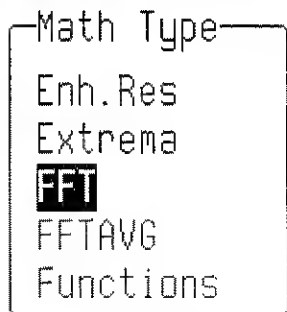 Math Type
Enh.Res
Extrema
FFT
FFTAVG
Functions